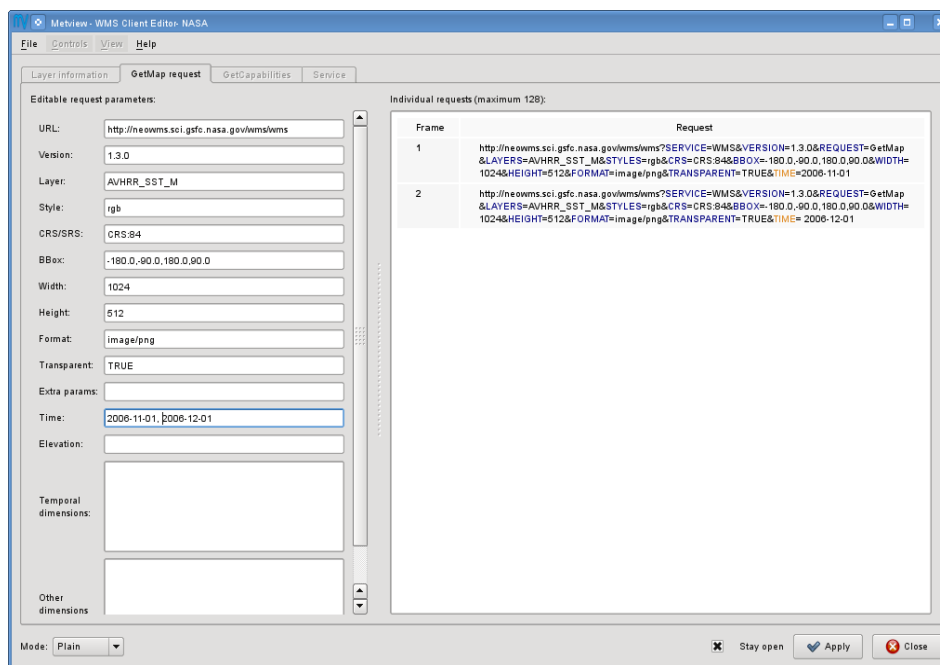 Metview - WMS Client Editor- NASA
File Controls View Help
Layer information GetMap request GetCapabilities Service
Editable request parameters:
URL: http://neowms.sci.gsfc.nasa.gov/wms/wms
Version: 1.3.0
Layer: AVHRR_SST_M
Style: rgb
CRS/SRS: CRS:84
BBox: -180.0,-90.0,180.0,90.0
Width: 1024
Height: 512
Format: image/png
Transparent: TRUE
Extra params:
Time: 2006-11-01, 2006-12-01
Elevation:
Temporal
dimensions:
Other
dimensions
Individual requests (maximum 128):
Frame Request
1 http://neowms.sci.gsfc.nasa.gov/wms/wms?SERVICE=WMS&VERSION=1.3.0&REQUEST=GetMap
&LAYERS=AVHRR_SST_M&STYLES=rgb&CRS=CRS:84&BBOX=-180.0,-90.0,180.0,90.0&WIDTH=
1024&HEIGHT=512&FORMAT=image/png&TRANSPARENT=TRUE&TIME=2006-11-01
2 http://neowms.sci.gsfc.nasa.gov/wms/wms?SERVICE=WMS&VERSION=1.3.0&REQUEST=GetMap
&LAYERS=AVHRR_SST_M&STYLES=rgb&CRS=CRS:84&BBOX=-180.0,-90.0,180.0,90.0&WIDTH=
1024&HEIGHT=512&FORMAT=image/png&TRANSPARENT=TRUE&TIME= 2006-12-01
Mode: Plain Stay open Apply Close